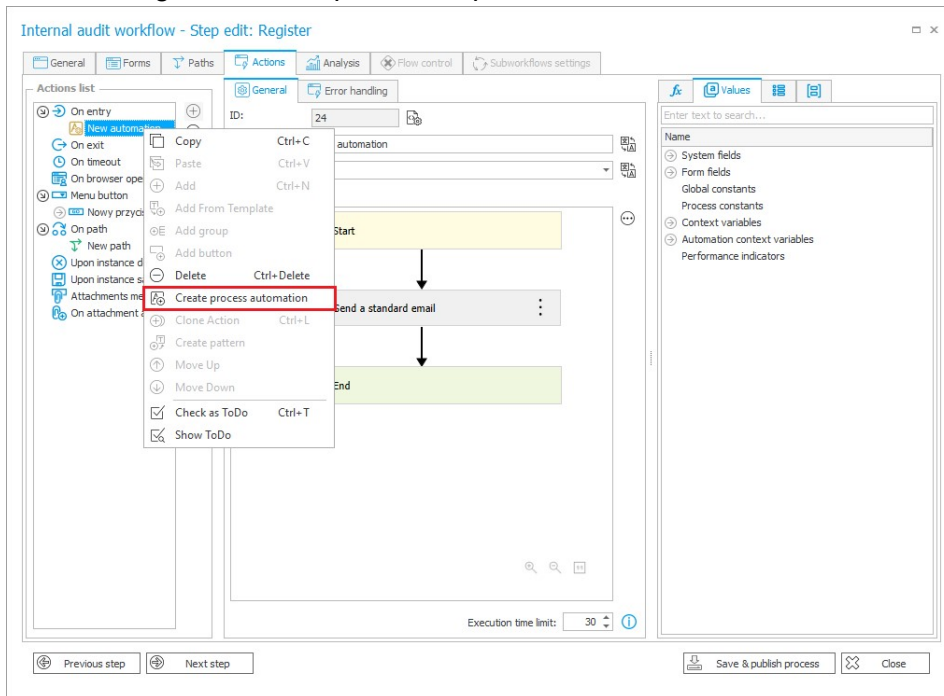 Internal audit workflow - Step edit: Register
General
Forms
Paths
Actions
Analysis
Flow control
Subworkflows settings
Actions list
On entry
New automation
On exit
On timeout
On browser ope
Menu button
Nowy przyci
On path
New path
Upon instance d
Upon instance s
Attachments me
On attachment a
Copy Ctrl+C
Paste Ctrl+V
Add Ctrl+N
Add From Template
Add group
Add button
Delete Ctrl+Delete
Create process automation
Clone Action Ctrl+L
Create pattern
Move Up
Move Down
Check as ToDo Ctrl+T
Show ToDo
General
Error handling
ID: 24
automation
Start
Send a standard email
End
Execution time limit: 30
Values
Enter text to search...
Name
System fields
Form fields
Global constants
Process constants
Context variables
Automation context variables
Performance indicators
Previous step
Next step
Save & publish process
Close